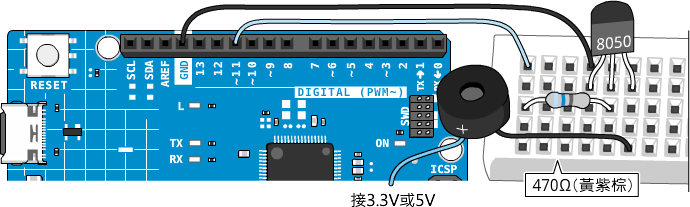 8050
SCL
SDA
AREF
GND
13
12
~11
~10
~9
8
7
~6
~5
4
~3
2
TX→1
RX←0
RESET
DIGITAL (PWM~)
L
TX
RX
SWD
ON
ICSP
+
470Ω(黃紫棕)
接3.3V或5V